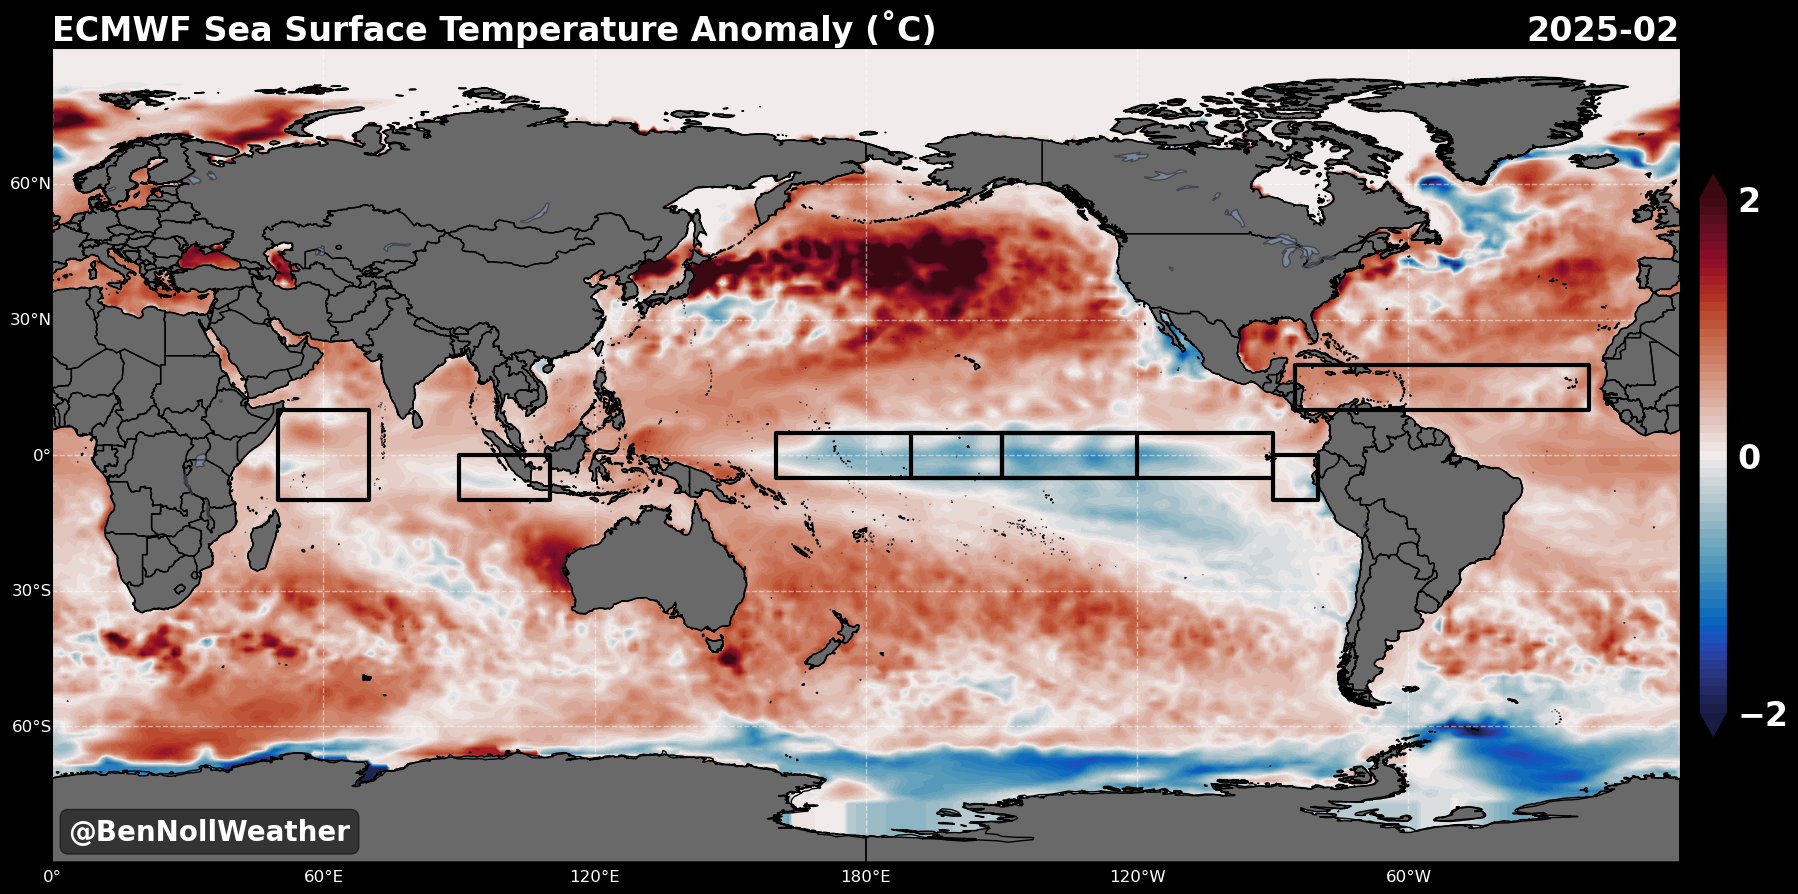 ECMWF Sea Surface Temperature Anomaly (˚C)
2025-02
60°N
30°N
0°
30°S
60°S
2
0
−2
@BenNollWeather
0°
60°E
120°E
180°E
120°W
60°W